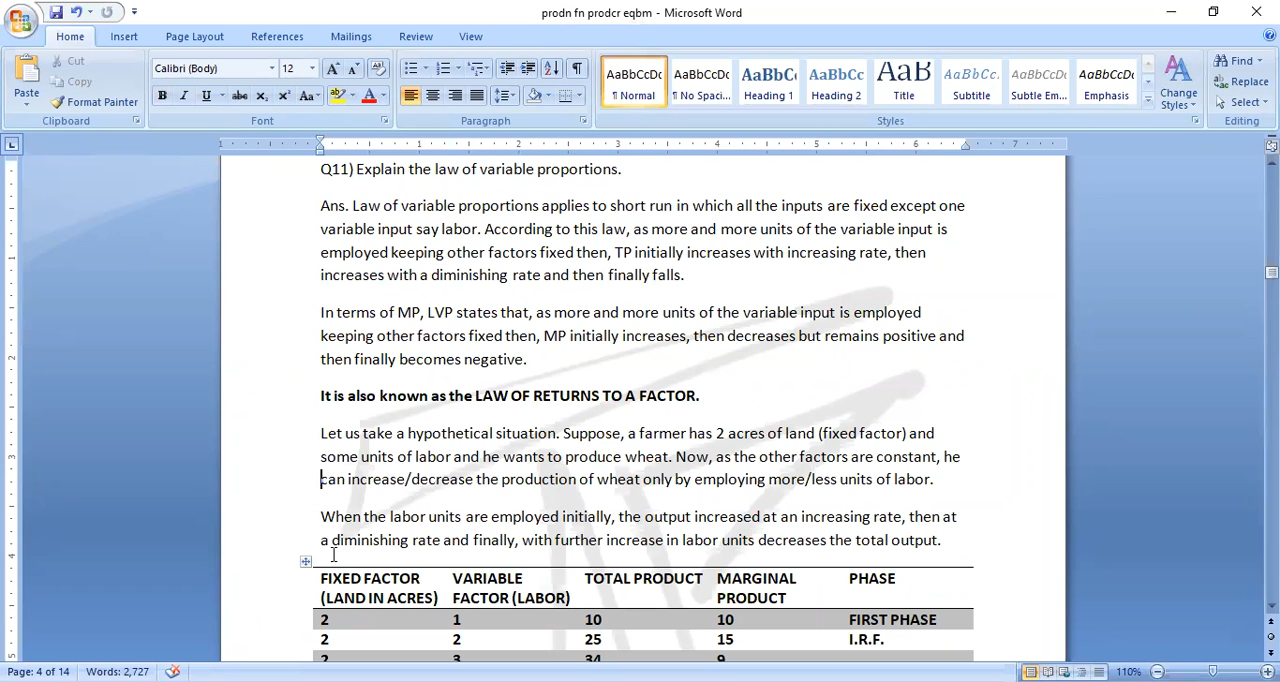 prodn fn prodcr eqbm - Microsoft Word
Home Insert Page Layout References Mailings Review View
Cut
Copy
Format Painter
Paste
Clipboard
Calibri (Body) 12
Font
Paragraph
AaBbCcDc AaBbCcDc AaBbC AaBbCc AaB AaBbCc. AaBbCcDc AaBbCcDc
¶ Normal ¶ No Spaci... Heading 1 Heading 2 Title Subtitle Subtle Em... Emphasis
Styles
Change Styles
Find
Replace
Select
Editing
Q11) Explain the law of variable proportions.
Ans. Law of variable proportions applies to short run in which all the inputs are fixed except one
variable input say labor. According to this law, as more and more units of the variable input is
employed keeping other factors fixed then, TP initially increases with increasing rate, then
increases with a diminishing rate and then finally falls.
In terms of MP, LVP states that, as more and more units of the variable input is employed
keeping other factors fixed then, MP initially increases, then decreases but remains positive and
then finally becomes negative.
It is also known as the LAW OF RETURNS TO A FACTOR.
Let us take a hypothetical situation. Suppose, a farmer has 2 acres of land (fixed factor) and
some units of labor and he wants to produce wheat. Now, as the other factors are constant, he
can increase/decrease the production of wheat only by employing more/less units of labor.
When the labor units are employed initially, the output increased at an increasing rate, then at
a diminishing rate and finally, with further increase in labor units decreases the total output.
FIXED FACTOR VARIABLE TOTAL PRODUCT MARGINAL PHASE
(LAND IN ACRES) FACTOR (LABOR) PRODUCT
2 1 10 10 FIRST PHASE
2 2 25 15 I.R.F.
2 3 34 9
Page: 4 of 14 Words: 2,727 110%